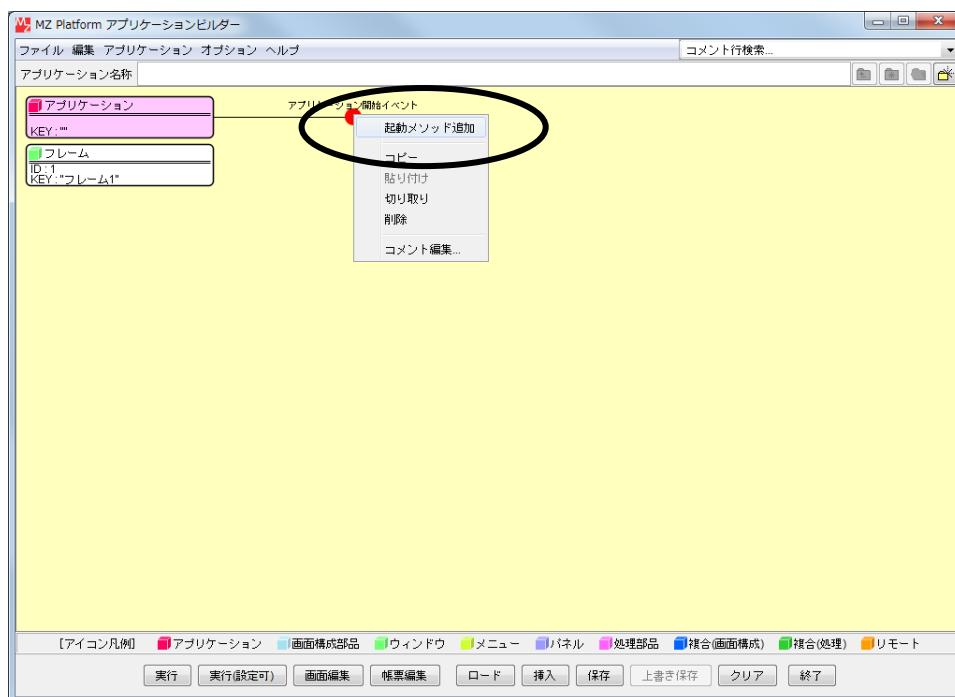 MZ Platform アプリケーションビルダー
ファイル 編集 アプリケーション オプション ヘルプ コメント行検索...
アプリケーション名称
アプリケーション
KEY:""
アプリケーション開始イベント
フレーム
ID:1
KEY:"フレーム1"
起動メソッド追加
コピー
貼り付け
切り取り
削除
コメント編集...
[アイコン凡例] アプリケーション 画面構成部品 ウィンドウ メニュー パネル 処理部品 複合(画面構成) 複合(処理) リモート
実行 実行(設定可) 画面編集 帳票編集 ロード 挿入 保存 上書き保存 クリア 終了